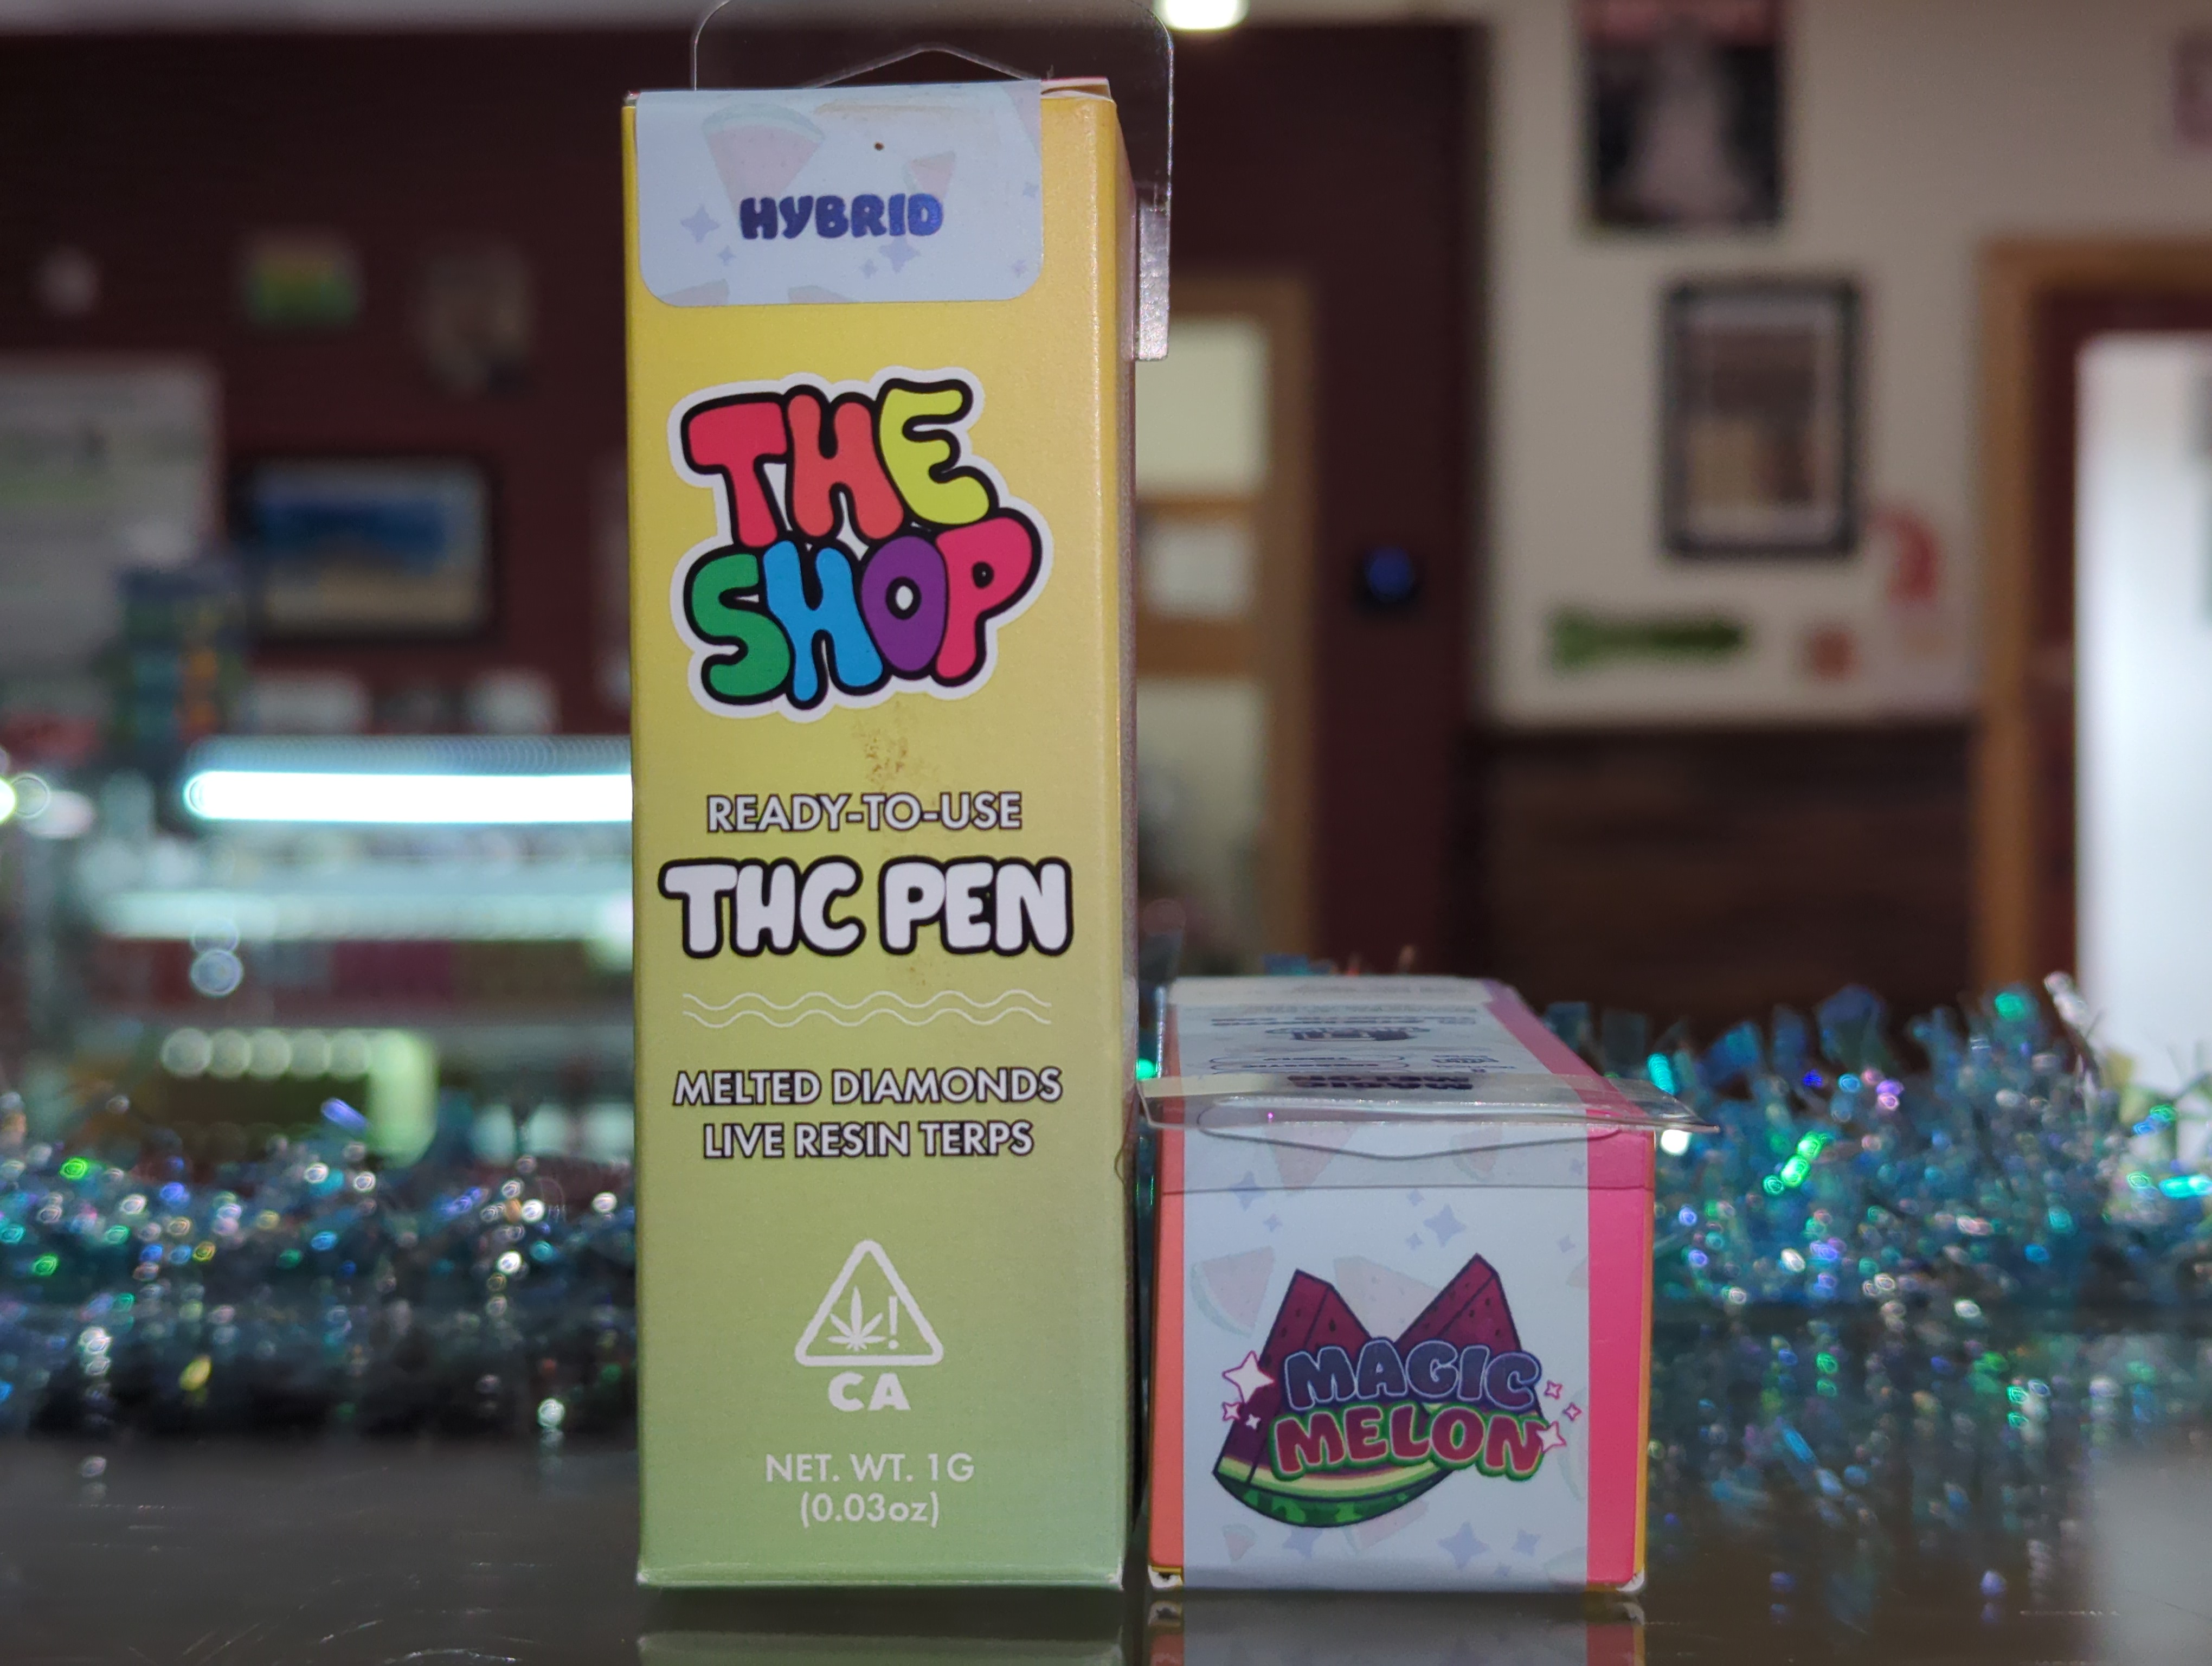 HYBRID
THE
SHOP
READY-TO-USE
THC PEN
MELTED DIAMONDS
LIVE RESIN TERPS
!
CA
NET. WT. 1G
(0.03oz)
MAGIC
MELON